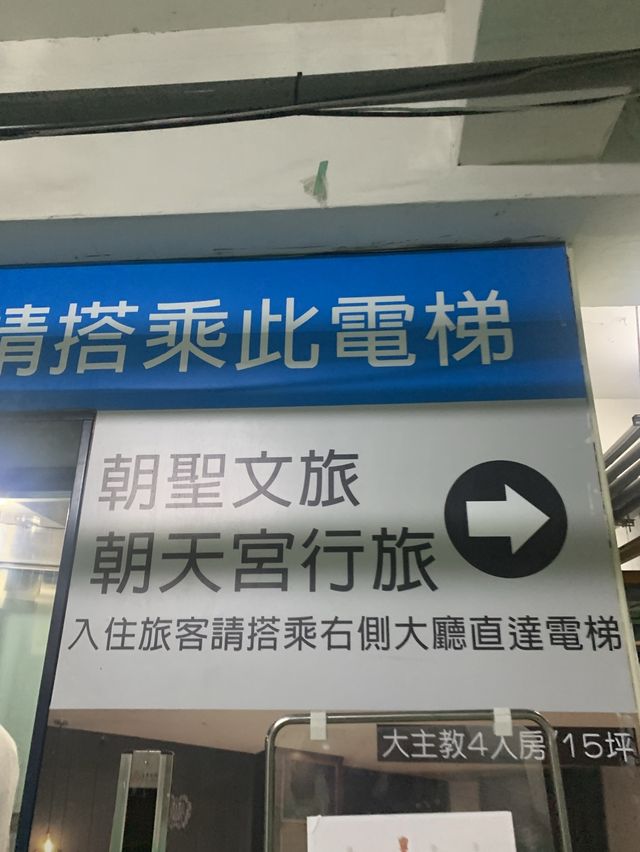 請搭乘此電梯
朝聖文旅
朝天宮行旅
入住旅客請搭乘右側大廳直達電梯
大主教4人房 15坪